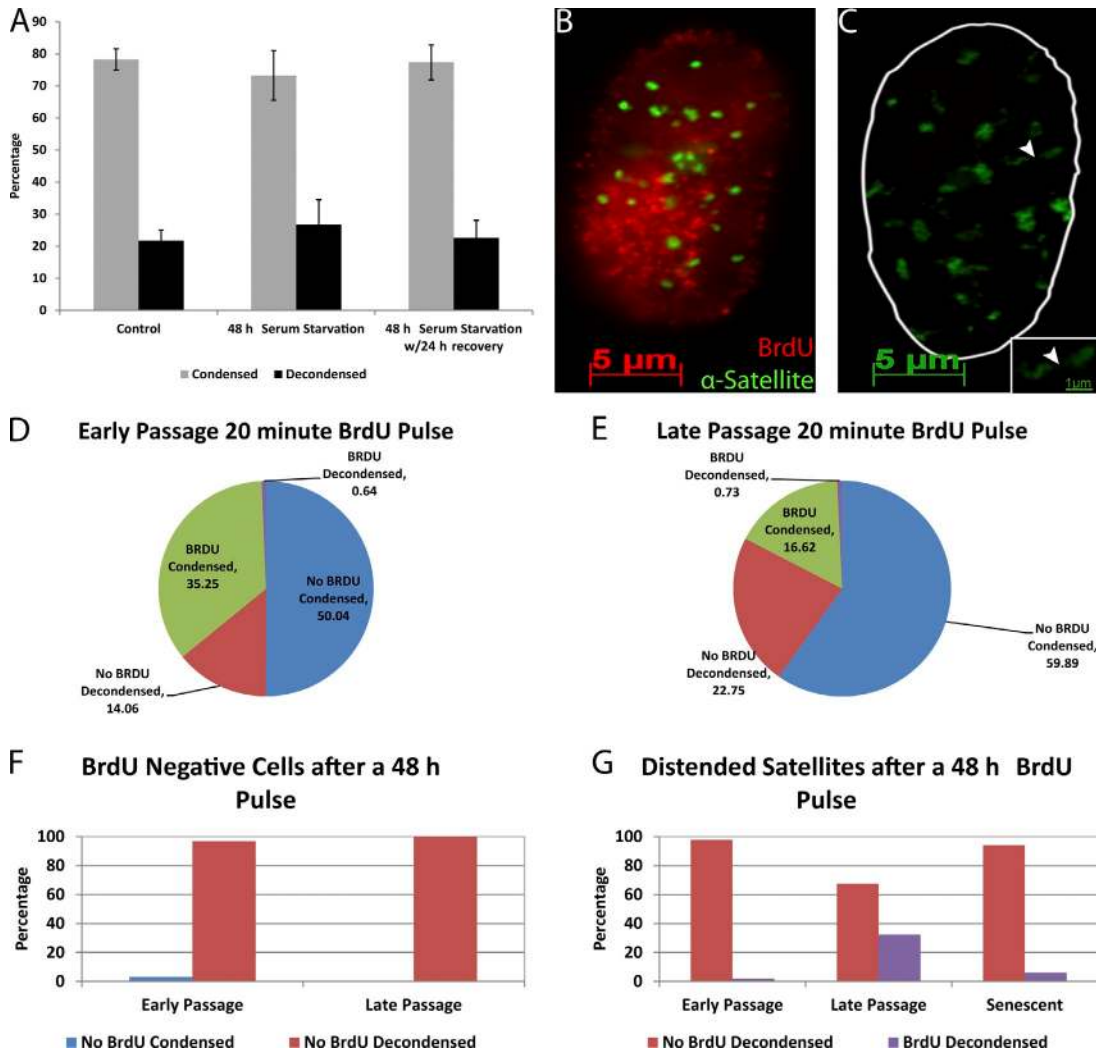 A
90
80
70
60
50
40
30
20
10
0
Percentage
Control
48 h Serum Starvation
48 h Serum Starvation
w/24 h recovery
Condensed
Decondensed
B
5 µm
BrdU
α-Satellite
C
5 µm
1µm
D
Early Passage 20 minute BrdU Pulse
BRDU
Decondensed,
0.64
BRDU
Condensed,
35.25
No BRDU
Condensed,
50.04
No BRDU
Decondensed,
14.06
E
Late Passage 20 minute BrdU Pulse
BRDU
Decondensed,
0.73
BRDU
Condensed,
16.62
No BRDU
Condensed,
59.89
No BRDU
Decondensed,
22.75
F
BrdU Negative Cells after a 48 h
Pulse
100
80
60
40
20
0
Percentage
Early Passage
Late Passage
No BrdU Condensed
No BrdU Decondensed
G
Distended Satellites after a 48 h BrdU
Pulse
100
80
60
40
20
0
Percentage
Early Passage
Late Passage
Senescent
No BrdU Decondensed
BrdU Decondensed